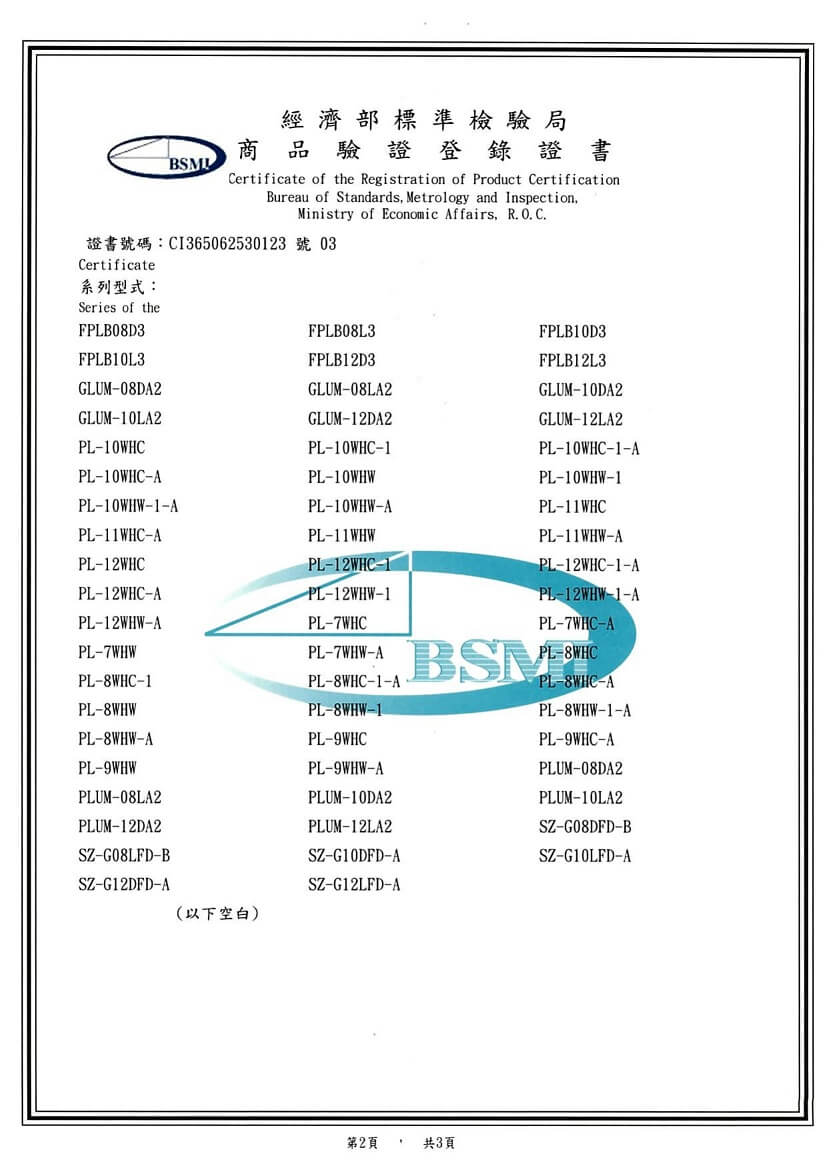 經濟部標準檢驗局
BSMI 商品驗證登錄證書
Certificate of the Registration of Product Certification
Bureau of Standards,Metrology and Inspection,
Ministry of Economic Affairs, R.O.C.
證書號碼：CI365062530123 號 03
Certificate
系列型式：
Series of the
FPLB08D3 FPLB08L3 FPLB10D3
FPLB10L3 FPLB12D3 FPLB12L3
GLUM-08DA2 GLUM-08LA2 GLUM-10DA2
GLUM-10LA2 GLUM-12DA2 GLUM-12LA2
PL-10WHC PL-10WHC-1 PL-10WHC-1-A
PL-10WHC-A PL-10WHW PL-10WHW-1
PL-10WHW-1-A PL-10WHW-A PL-11WHC
PL-11WHC-A PL-11WHW PL-11WHW-A
PL-12WHC PL-12WHC-1 PL-12WHC-1-A
PL-12WHC-A PL-12WHW-1 PL-12WHW-1-A
PL-12WHW-A PL-7WHC PL-7WHC-A
PL-7WHW PL-7WHW-A PL-8WHC
BSMI
PL-8WHC-1 PL-8WHC-1-A PL-8WHC-A
PL-8WHW PL-8WHW-1 PL-8WHW-1-A
PL-8WHW-A PL-9WHC PL-9WHC-A
PL-9WHW PL-9WHW-A PLUM-08DA2
PLUM-08LA2 PLUM-10DA2 PLUM-10LA2
PLUM-12DA2 PLUM-12LA2 SZ-G08DFD-B
SZ-G08LFD-B SZ-G10DFD-A SZ-G10LFD-A
SZ-G12DFD-A SZ-G12LFD-A
(以下空白)
第2頁 , 共3頁